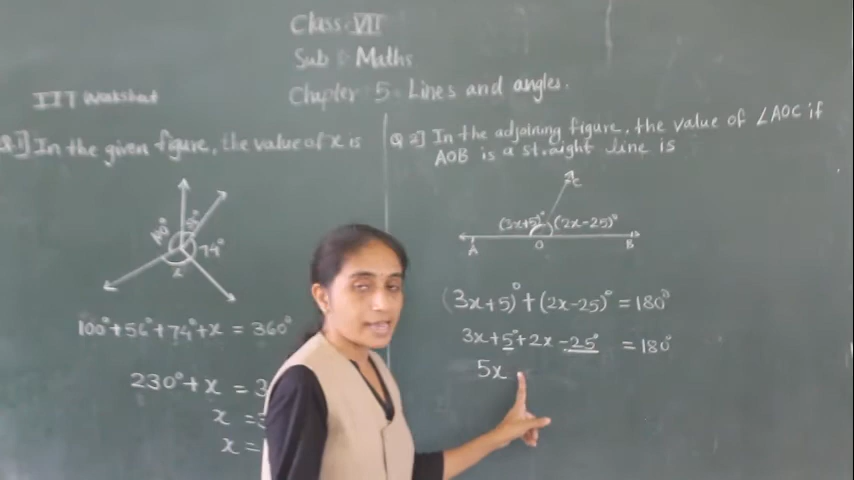 Class: VII
Sub : Maths
Chapter 5. Lines and angles.
IIT Worksheet
Q.1] In the given figure, the value of x is
74°
x
100°+56°+74°+x = 360°
230°+x = 3
x =
x =
Q 2] In the adjoining figure, the value of ∠AOC if
AOB is a straight line is
C
(3x+5)° (2x-25)°
A O B
(3x+5)°+(2x-25)° = 180°
3x+5°+2x-25° = 180°
5x